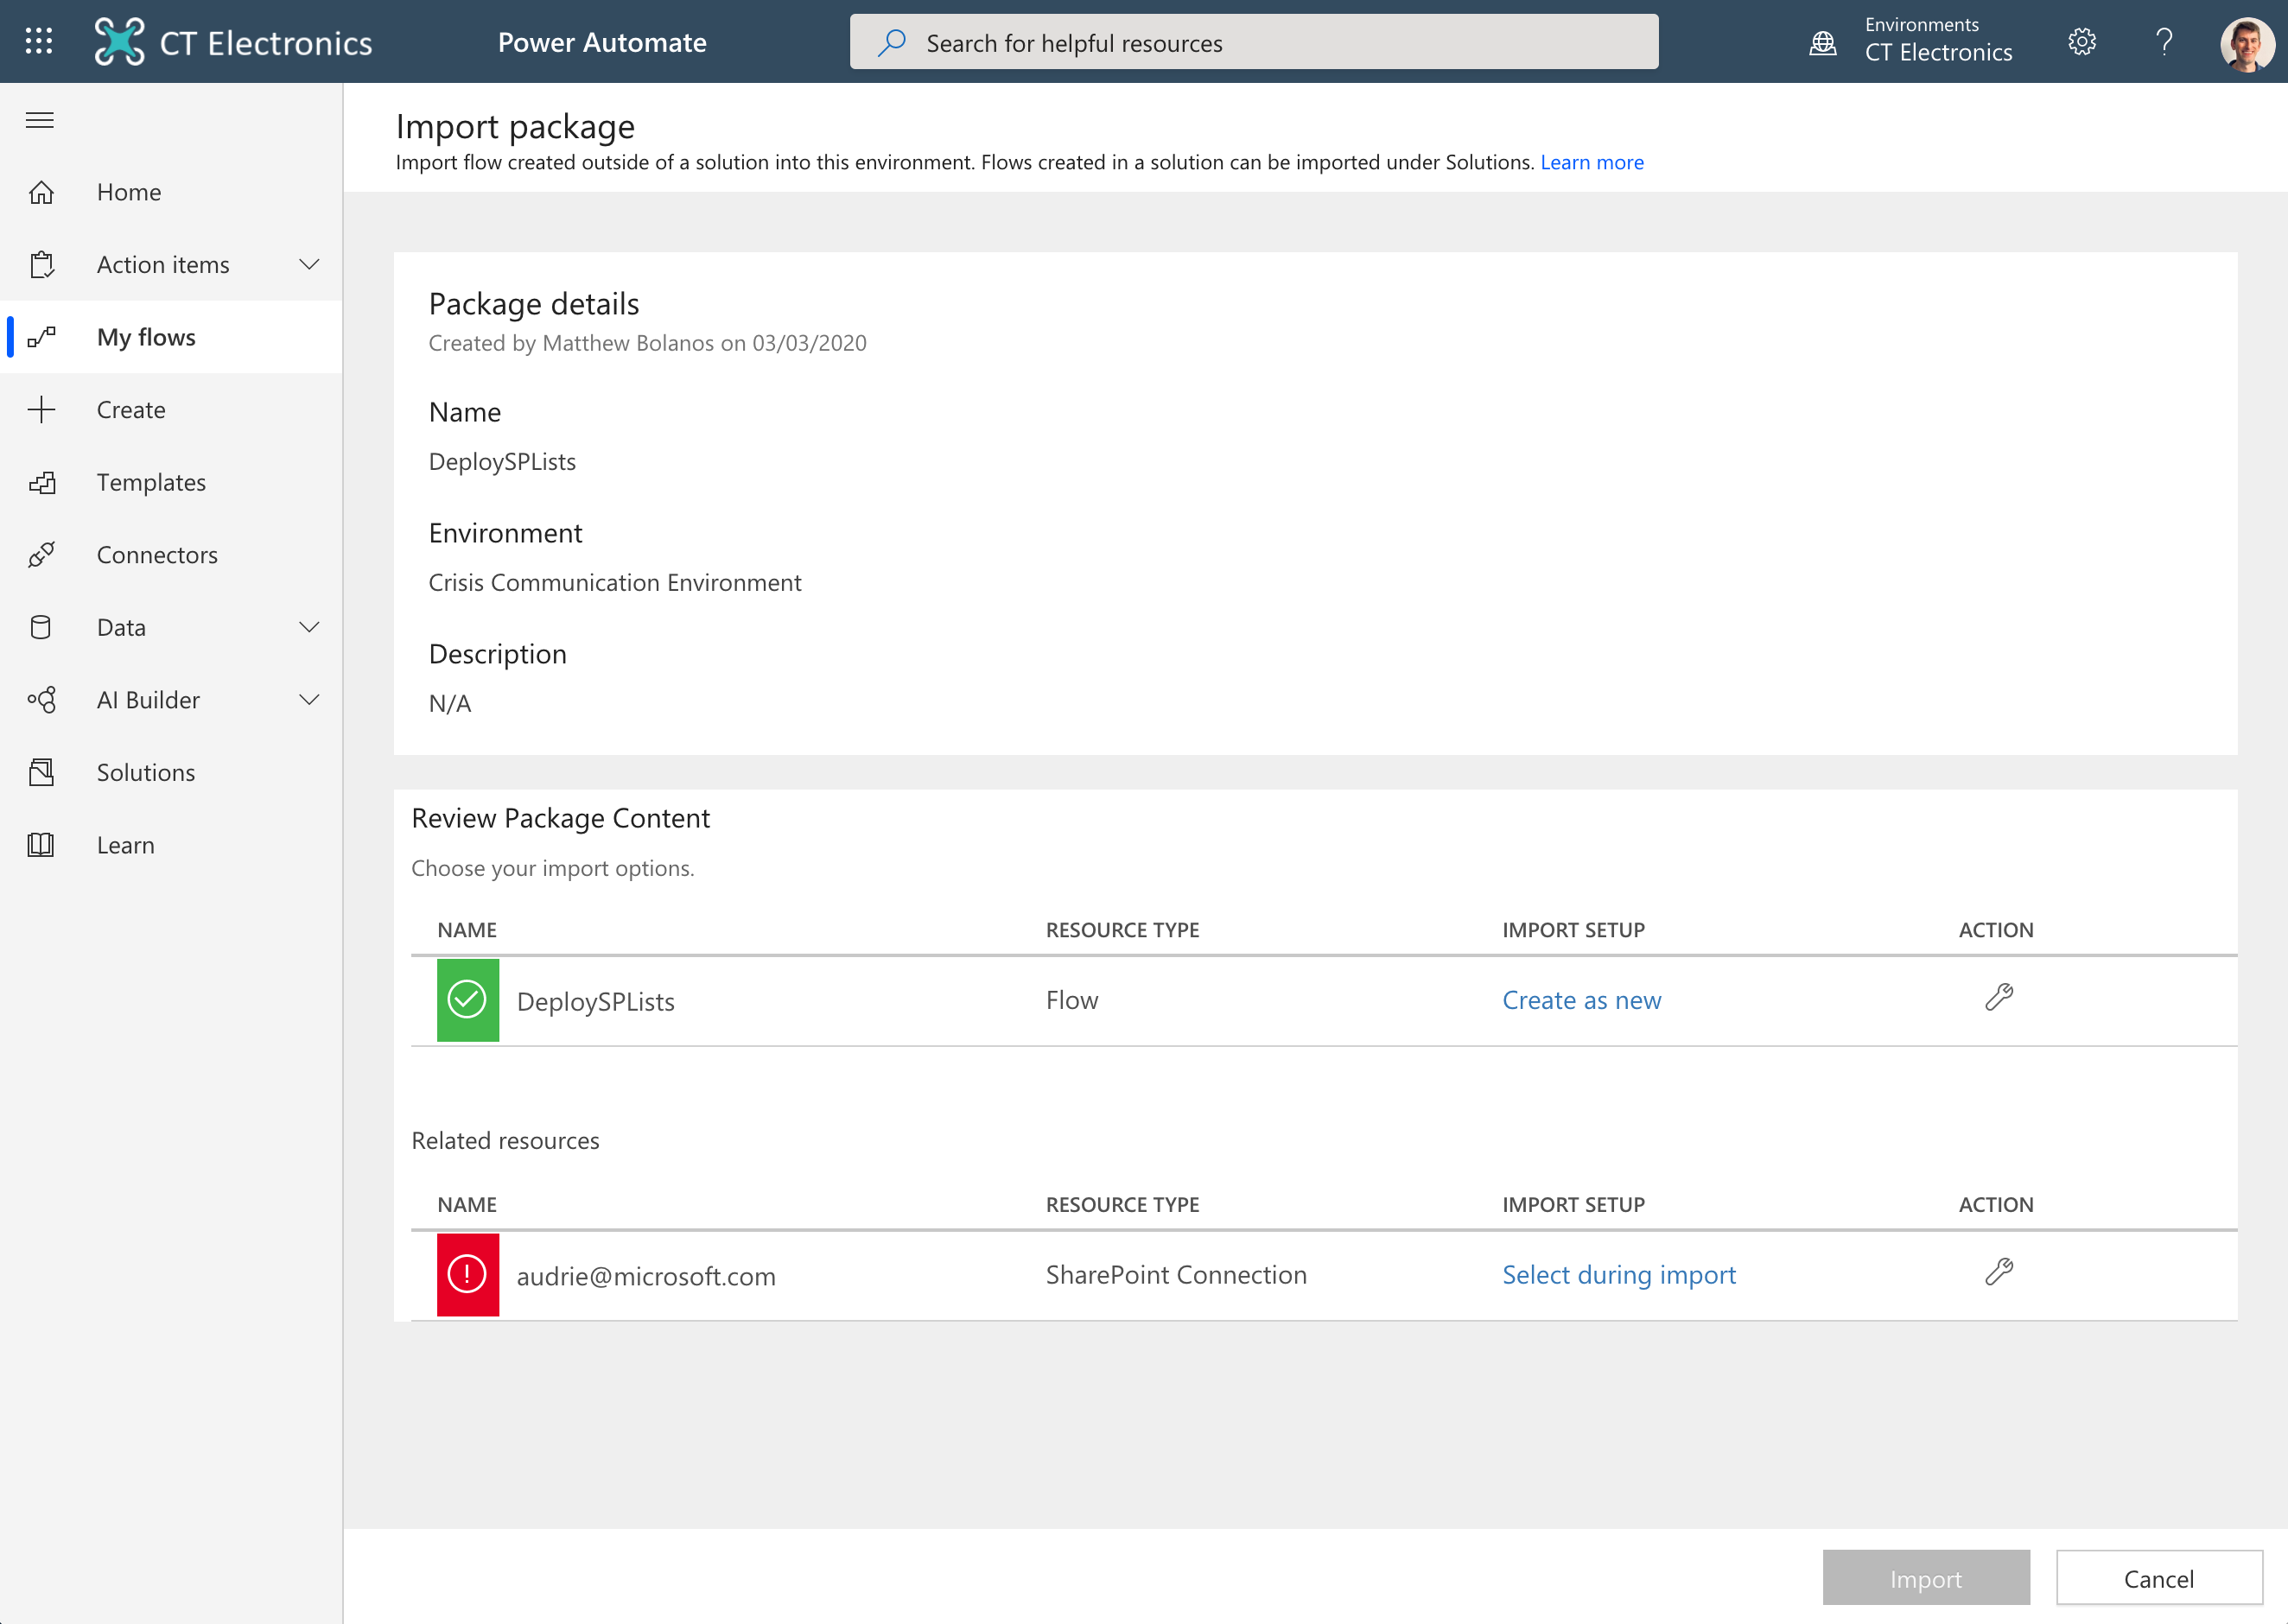 CT Electronics
Power Automate
Search for helpful resources
Environments
CT Electronics
?
Home
Action items
My flows
Create
Templates
Connectors
Data
AI Builder
Solutions
Learn
Import package
Import flow created outside of a solution into this environment. Flows created in a solution can be imported under Solutions. Learn more
Package details
Created by Matthew Bolanos on 03/03/2020
Name
DeploySPLists
Environment
Crisis Communication Environment
Description
N/A
Review Package Content
Choose your import options.
NAME RESOURCE TYPE IMPORT SETUP ACTION
DeploySPLists Flow Create as new
Related resources
NAME RESOURCE TYPE IMPORT SETUP ACTION
audrie@microsoft.com SharePoint Connection Select during import
Import Cancel